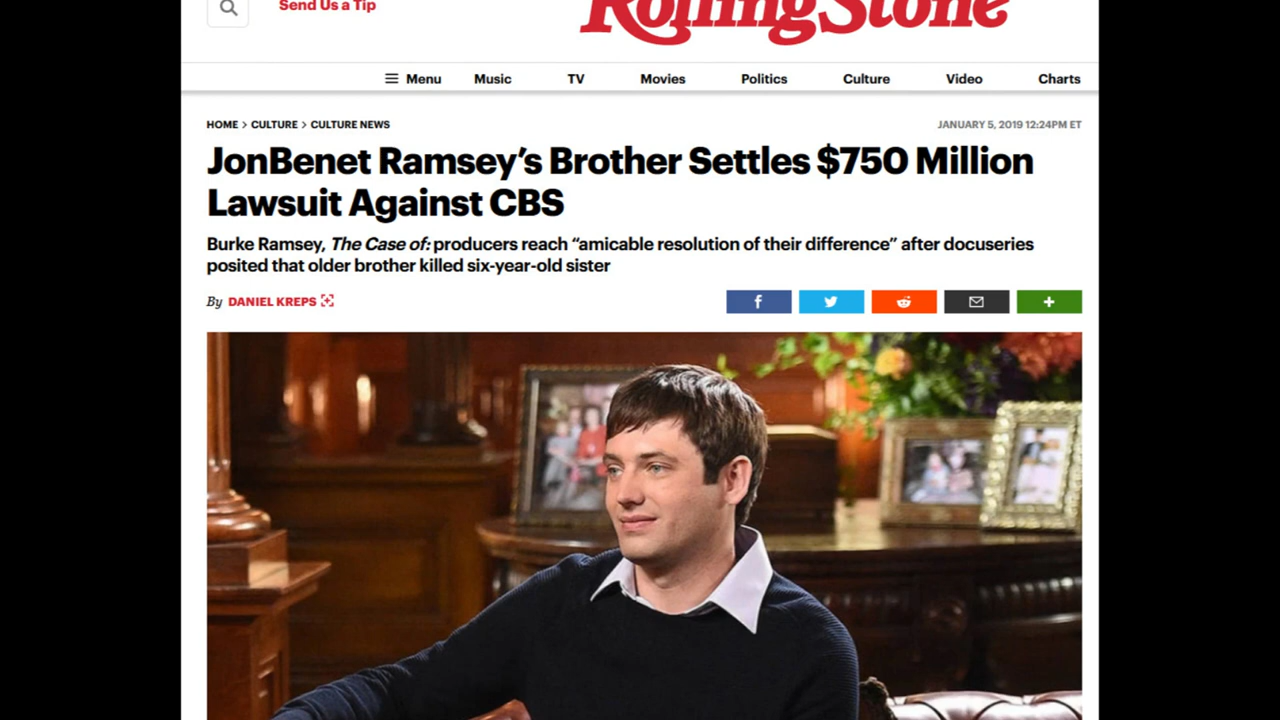 Send Us a Tip
RollingStone
Menu Music TV Movies Politics Culture Video Charts
HOME > CULTURE > CULTURE NEWS
JANUARY 5, 2019 12:24PM ET
JonBenet Ramsey’s Brother Settles $750 Million
Lawsuit Against CBS
Burke Ramsey, The Case of: producers reach “amicable resolution of their difference” after docuseries
posited that older brother killed six-year-old sister
By DANIEL KREPS